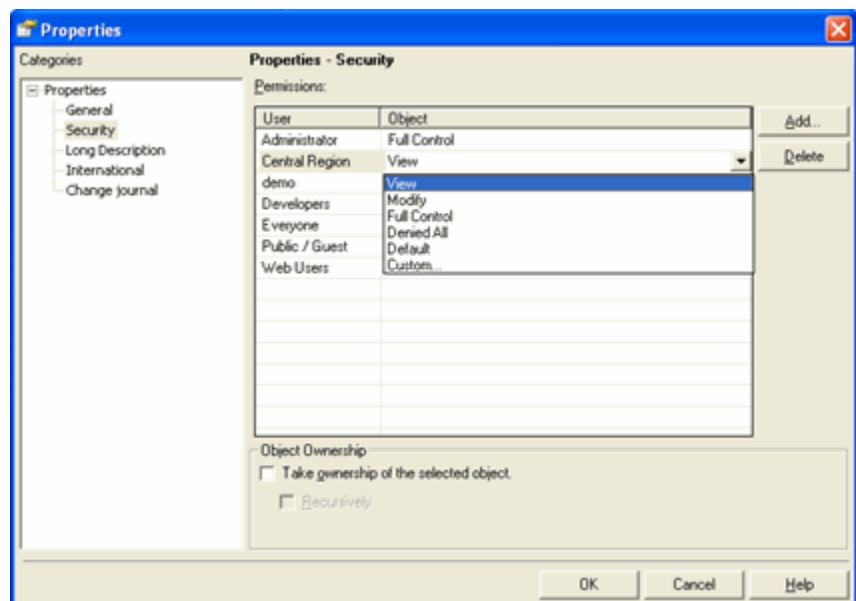 Properties
Categories
Properties - Security
Properties
General
Security
Long Description
International
Change journal
Permissions:
User Object
Administrator Full Control
Central Region View
demo
Developers
Everyone
Public / Guest
Web Users
View
Modify
Full Control
Denied All
Default
Custom...
Add...
Delete
Object Ownership
Take ownership of the selected object.
Recursively
OK Cancel Help